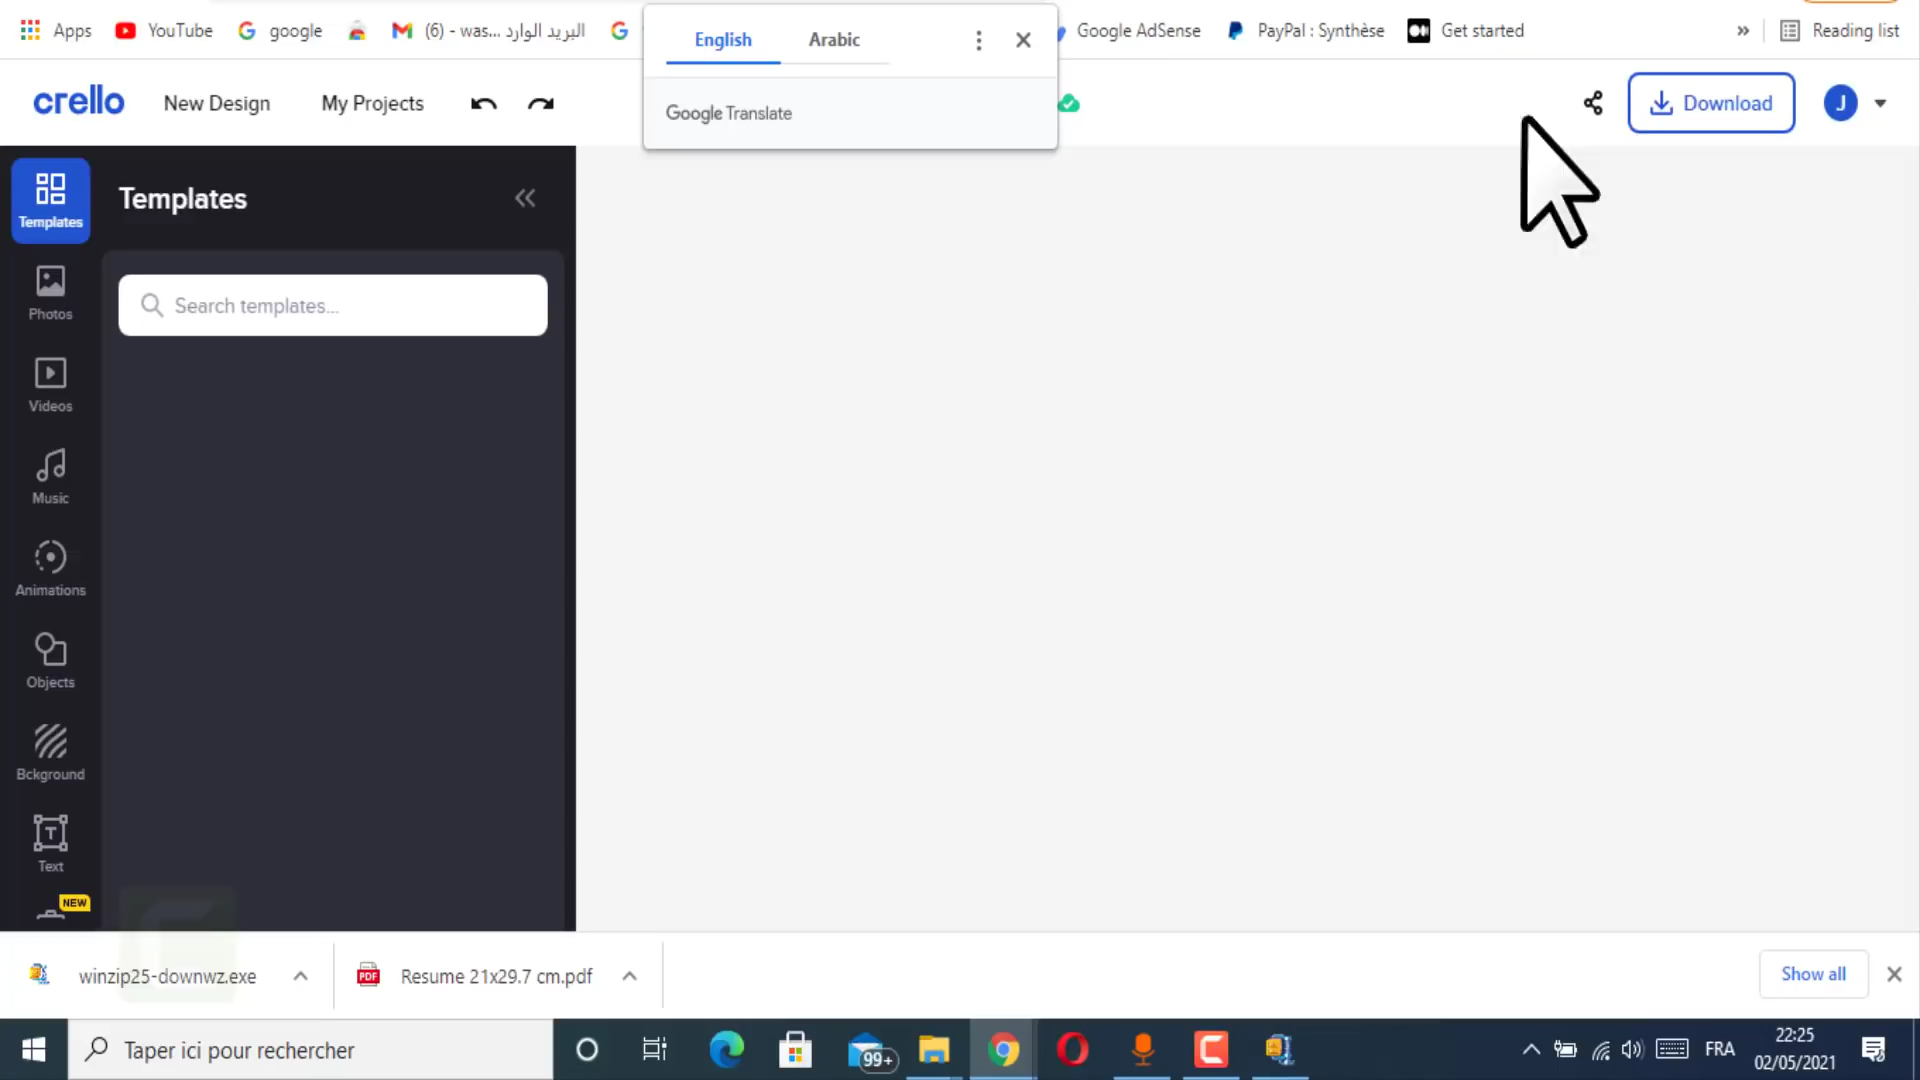 Apps YouTube google (6) - was... البريد الوارد Google AdSense PayPal : Synthèse Get started » Reading list
English Arabic
crello New Design My Projects Download J
Google Translate
Templates
Templates
Search templates...
Photos
Videos
Music
Animations
Objects
Bckground
Text
NEW
winzip25-downwz.exe PDF Resume 21x29.7 cm.pdf Show all
Taper ici pour rechercher 99+ FRA 22:25
02/05/2021